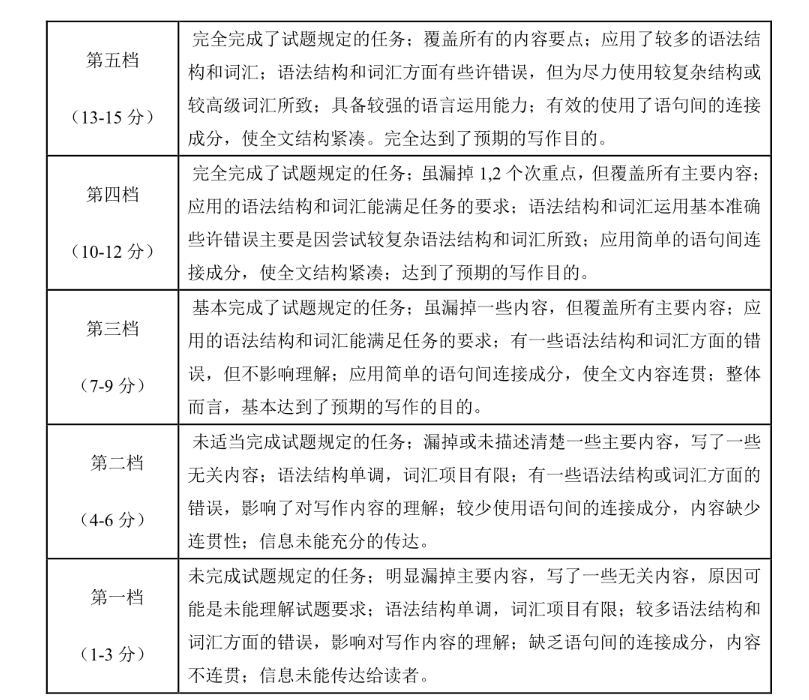 第五档
（13-15 分）
完全完成了试题规定的任务；覆盖所有的内容要点；应用了较多的语法结
构和词汇；语法结构和词汇方面有些许错误，但为尽力使用较复杂结构或
较高级词汇所致；具备较强的语言运用能力；有效的使用了语句间的连接
成分，使全文结构紧凑。完全达到了预期的写作目的。
第四档
（10-12 分）
完全完成了试题规定的任务；虽漏掉 1,2 个次重点，但覆盖所有主要内容；
应用的语法结构和词汇能满足任务的要求；语法结构和词汇运用基本准确
些许错误主要是因尝试较复杂语法结构和词汇所致；应用简单的语句间连
接成分，使全文结构紧凑；达到了预期的写作目的。
第三档
（7-9 分）
基本完成了试题规定的任务；虽漏掉一些内容，但覆盖所有主要内容；应
用的语法结构和词汇能满足任务的要求；有一些语法结构和词汇方面的错
误，但不影响理解；应用简单的语句间连接成分，使全文内容连贯；整体
而言，基本达到了预期的写作的目的。
第二档
（4-6 分）
未适当完成试题规定的任务；漏掉或未描述清楚一些主要内容，写了一些
无关内容；语法结构单调，词汇项目有限；有一些语法结构或词汇方面的
错误，影响了对写作内容的理解；较少使用语句间的连接成分，内容缺少
连贯性；信息未能充分的传达。
第一档
（1-3 分）
未完成试题规定的任务；明显漏掉主要内容，写了一些无关内容，原因可
能是未能理解试题要求；语法结构单调，词汇项目有限；较多语法结构和
词汇方面的错误，影响对写作内容的理解；缺乏语句间的连接成分，内容
不连贯；信息未能传达给读者。